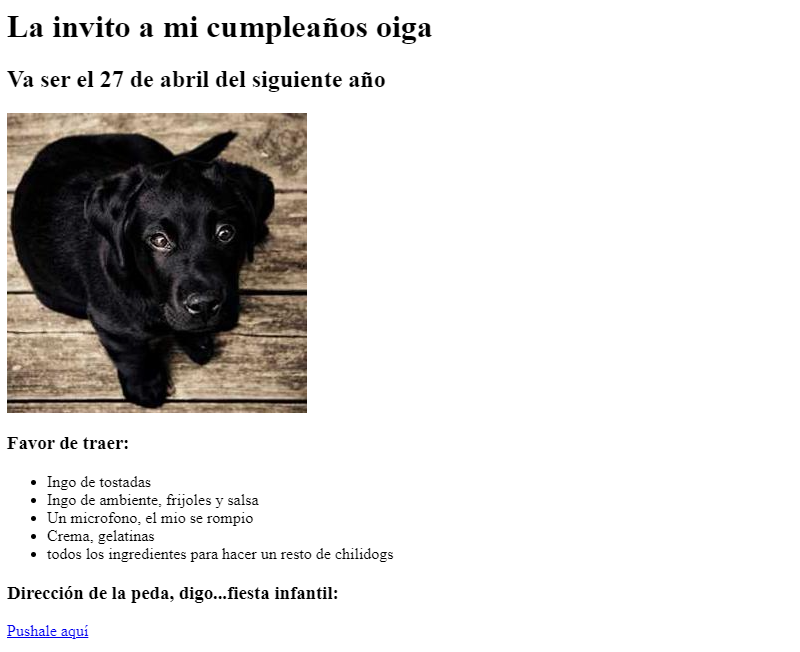 La invito a mi cumpleaños oiga
Va ser el 27 de abril del siguiente año
Favor de traer:
Ingo de tostadas
Ingo de ambiente, frijoles y salsa
Un microfono, el mio se rompio
Crema, gelatinas
todos los ingredientes para hacer un resto de chilidogs
Dirección de la peda, digo...fiesta infantil:
Pushale aquí